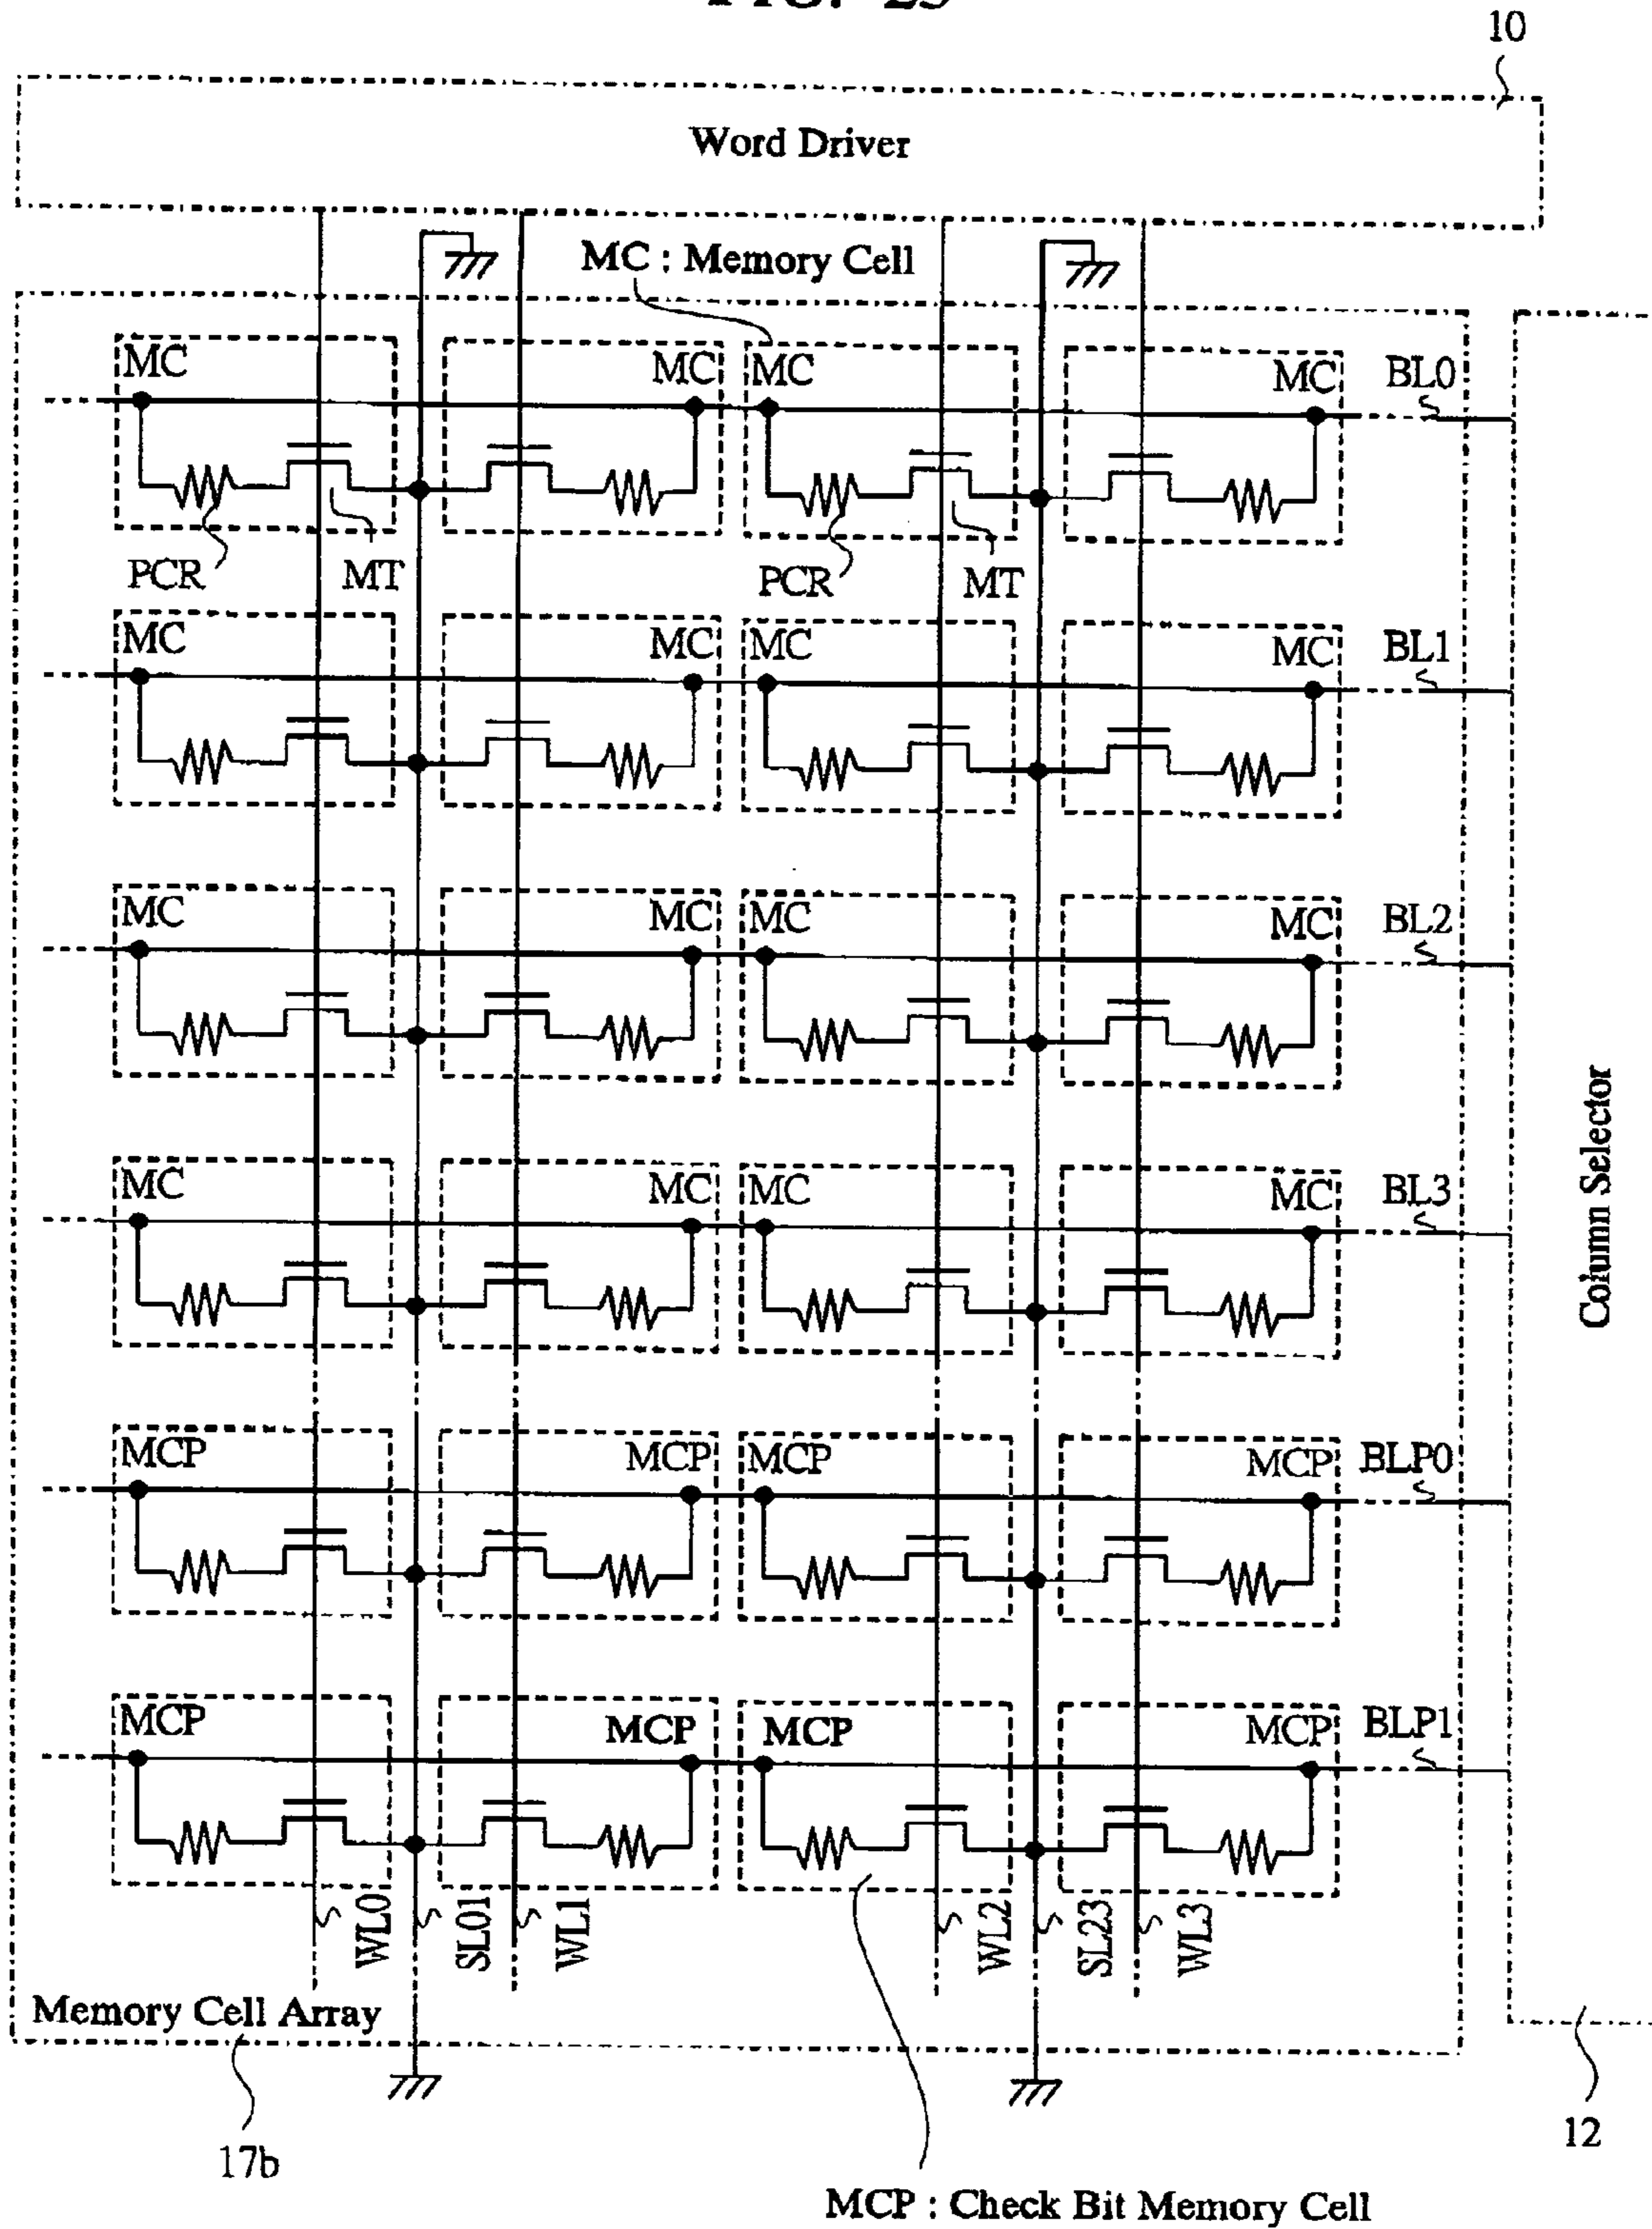 10
Word Driver
MC : Memory Cell
MC MC MC MC BL0
PCR MT PCR MT
MC MC MC MC BL1
MC MC MC MC BL2
MC MC MC MC BL3
Column Selector
MCP MCP MCP MCP BLP0
MCP MCP MCP MCP BLP1
WL0 SL01 WL1 WL2 SL23 WL3
Memory Cell Array
17b
12
MCP : Check Bit Memory Cell